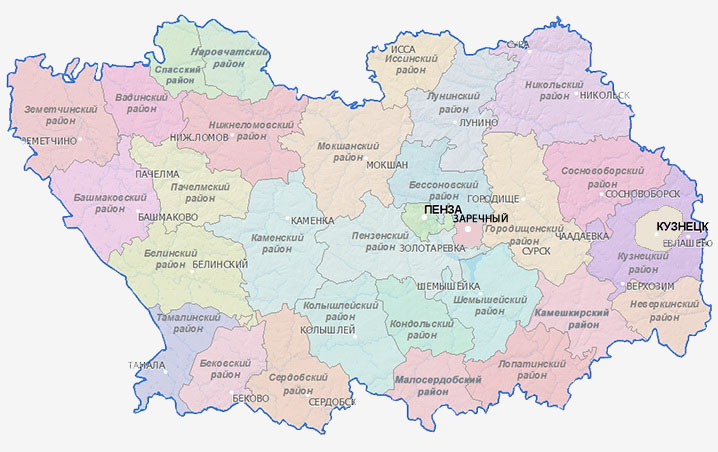 Наровчатский
район
Спасский
район
ИССА
Иссинский
район
СУРА
Земетчинский
район
ЗЕМЕТЧИНО
Вадинский
район
Нижнеломовский
район
НИЖ.ЛОМОВ
Мокшанский
район
МОКШАН
Лунинский
район
ЛУНИНО
Никольский
район
НИКОЛЬСК
ПАЧЕЛМА
Пачелмский
район
Башмаковский
район
БАШМАКОВО
Бессоновский
район
ГОРОДИЩЕ
Сосновоборский
район
СОСНОВОБОРСК
КАМЕНКА
Каменский
район
Пензенский
район
ПЕНЗА
ЗАРЕЧНЫЙ
ЗОЛОТАРЕВКА
Городищенский
район
ЧААДАЕВКА
СУРСК
КУЗНЕЦК
ЕВЛАШЕВО
Кузнецкий
район
ВЕРХОЗИМ
Белинский
район
БЕЛИНСКИЙ
ШЕМЫШЕЙКА
Шемышейский
район
Неверкинский
район
Тамалинский
район
ТАМАЛА
Колышлейский
район
КОЛЫШЛЕЙ
Кондольский
район
Камешкирский
район
Бековский
район
БЕКОВО
Сердобский
район
СЕРДОБСК
Малосердобский
район
Лопатинский
район